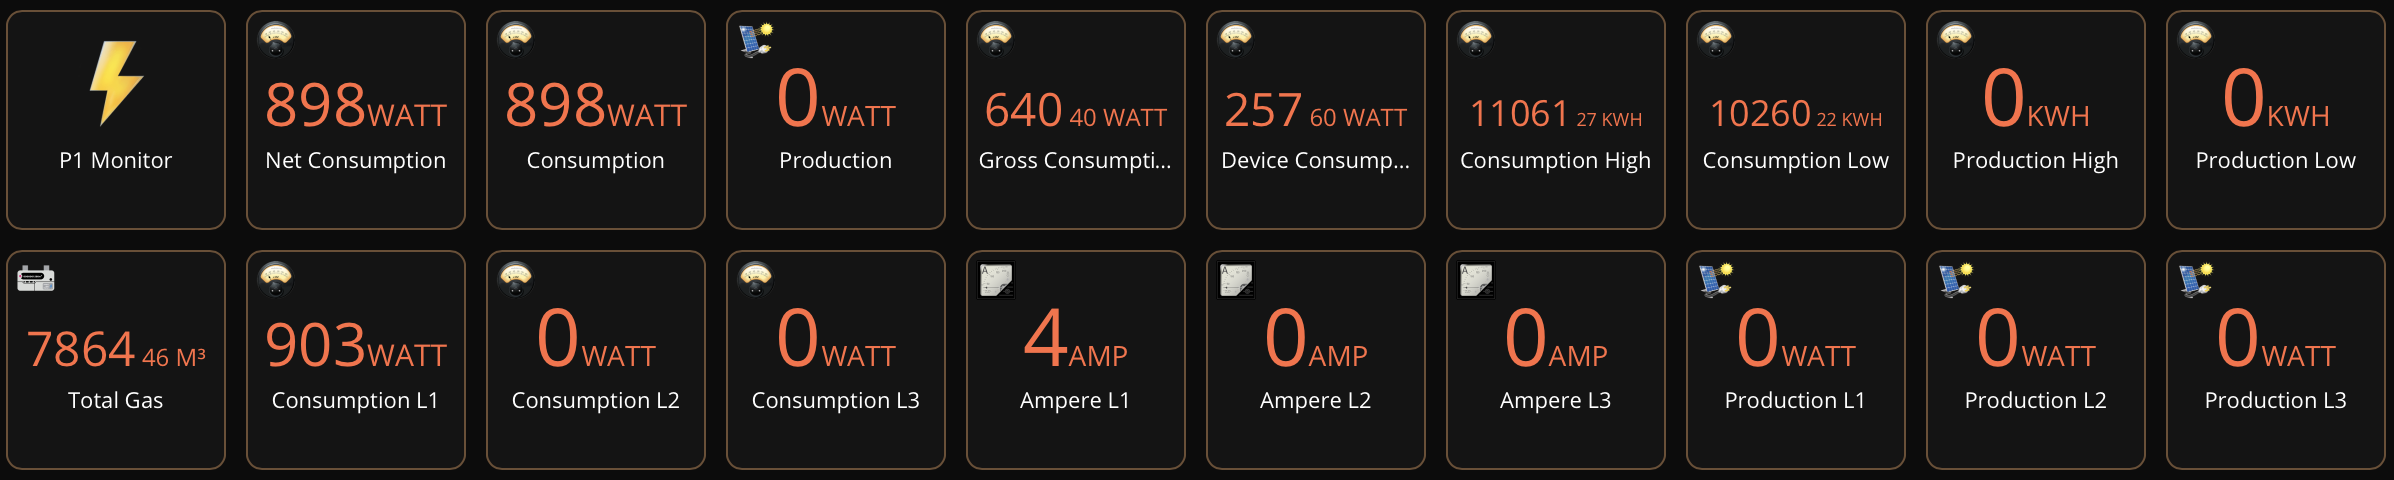 P1 Monitor
898WATT
Net Consumption
898WATT
Consumption
0WATT
Production
640 40 WATT
Gross Consumpti...
257 60 WATT
Device Consump...
11061 27 KWH
Consumption High
10260 22 KWH
Consumption Low
0KWH
Production High
0KWH
Production Low
7864 46 M³
Total Gas
903WATT
Consumption L1
0WATT
Consumption L2
0WATT
Consumption L3
A
4AMP
Ampere L1
A
0AMP
Ampere L2
A
0AMP
Ampere L3
0WATT
Production L1
0WATT
Production L2
0WATT
Production L3